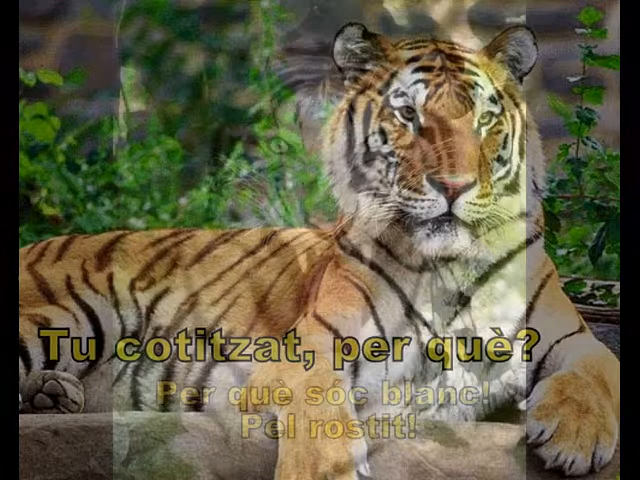 Tu cotitzat, per què?
Per què sóc blanc!
Pel rostit!